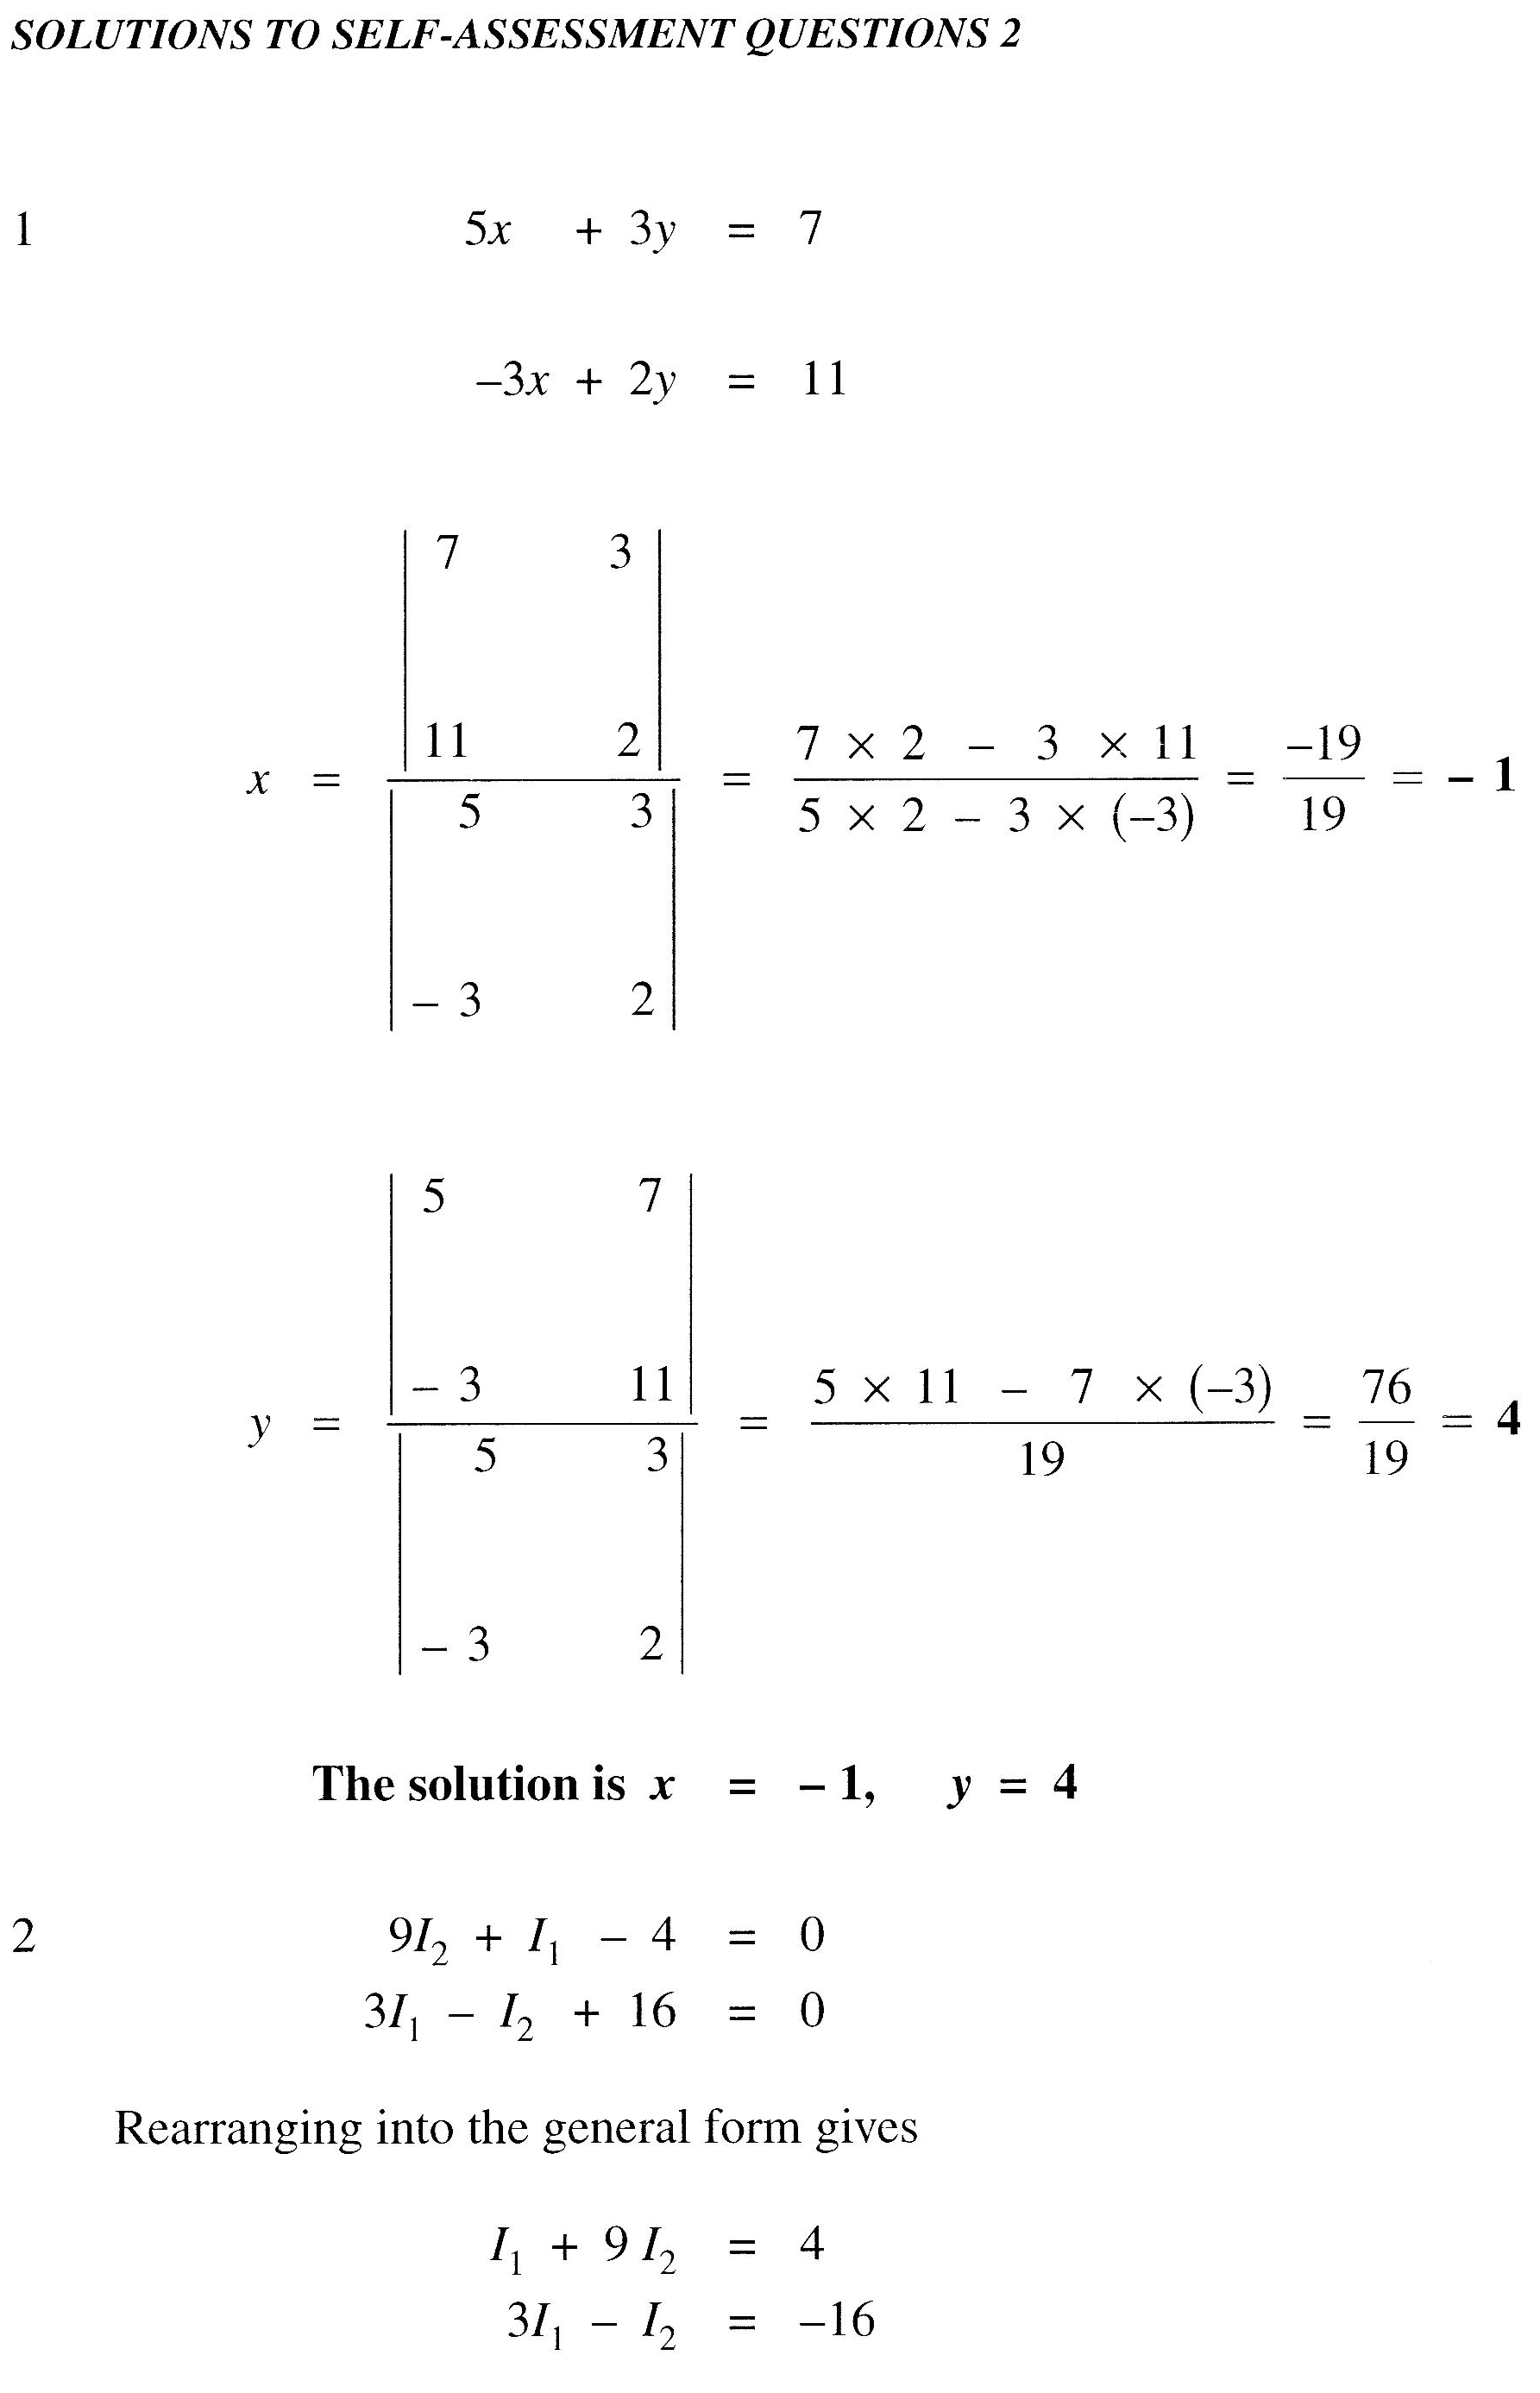 SOLUTIONS TO SELF-ASSESSMENT QUESTIONS 2
1 5x + 3y = 7
–3x + 2y = 11
7 3
11 2
x = = 7 × 2 – 3 × 11 / 5 × 2 – 3 × (–3) = –19 / 19 = – 1
5 3
– 3 2
5 7
– 3 11
y = = 5 × 11 – 7 × (–3) / 19 = 76 / 19 = 4
5 3
– 3 2
The solution is x = – 1, y = 4
2 9I₂ + I₁ – 4 = 0
3I₁ – I₂ + 16 = 0
Rearranging into the general form gives
I₁ + 9 I₂ = 4
3I₁ – I₂ = –16